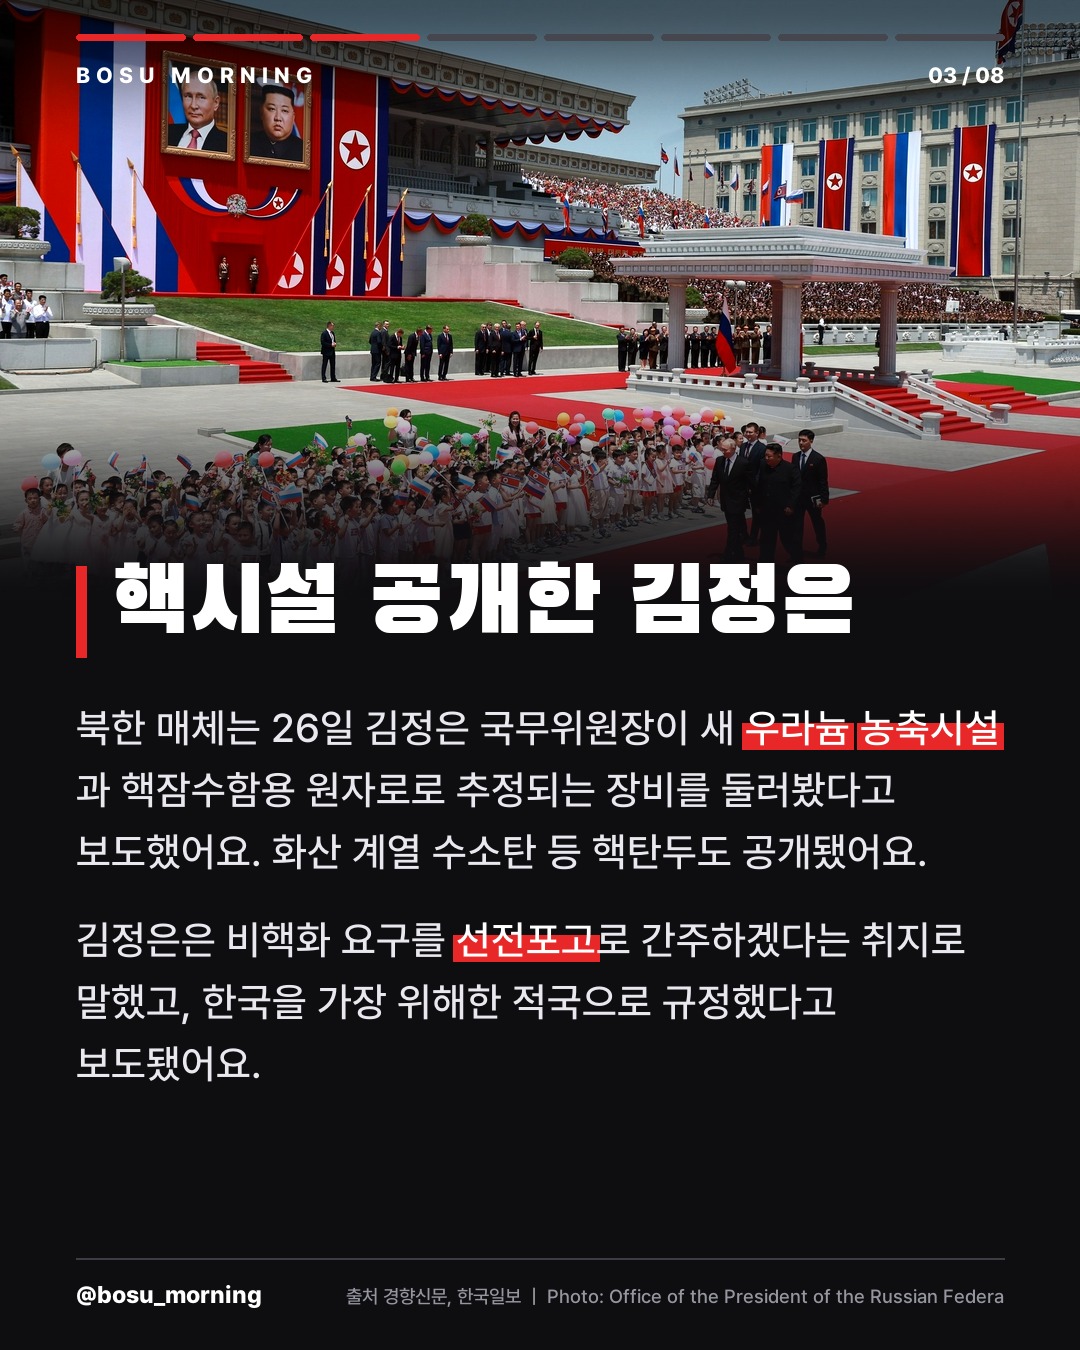 BOSU MORNING
03 / 08
핵시설 공개한 김정은
북한 매체는 26일 김정은 국무위원장이 새 우라늄 농축시설
과 핵잠수함용 원자로로 추정되는 장비를 둘러봤다고
보도했어요. 화산 계열 수소탄 등 핵탄두도 공개됐어요.
김정은은 비핵화 요구를 선전포고로 간주하겠다는 취지로
말했고, 한국을 가장 위해한 적국으로 규정했다고
보도됐어요.
@bosu_morning
출처 경향신문, 한국일보 | Photo: Office of the President of the Russian Federa